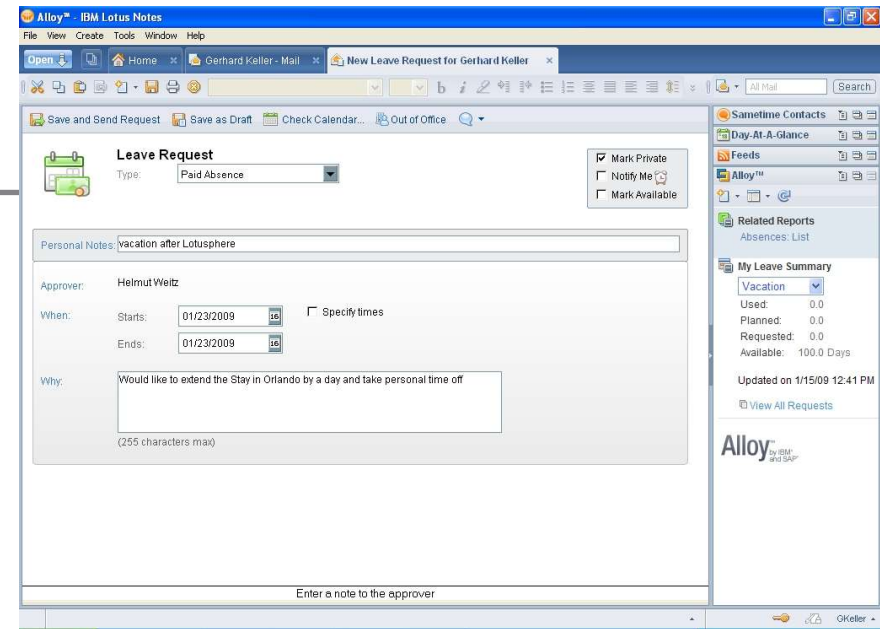 Alloy™ - IBM Lotus Notes
File View Create Tools Window Help
Open Home Gerhard Keller - Mail New Leave Request for Gerhard Keller
b i All Mail Search
Save and Send Request Save as Draft Check Calendar... Out of Office
Leave Request
Type: Paid Absence
Mark Private
Notify Me
Mark Available
Personal Notes: vacation after Lotusphere
Approver: Helmut Weitz
When: Starts: 01/23/2009 16 Specify times
Ends: 01/23/2009 16
Why: Would like to extend the Stay in Orlando by a day and take personal time off
(255 characters max)
Enter a note to the approver
Sametime Contacts
Day-At-A-Glance
Feeds
Alloy™
Related Reports
Absences: List
My Leave Summary
Vacation
Used: 0.0
Planned: 0.0
Requested: 0.0
Available: 100.0 Days
Updated on 1/15/09 12:41 PM
View All Requests
Alloy™ by IBM® and SAP®
GKeller